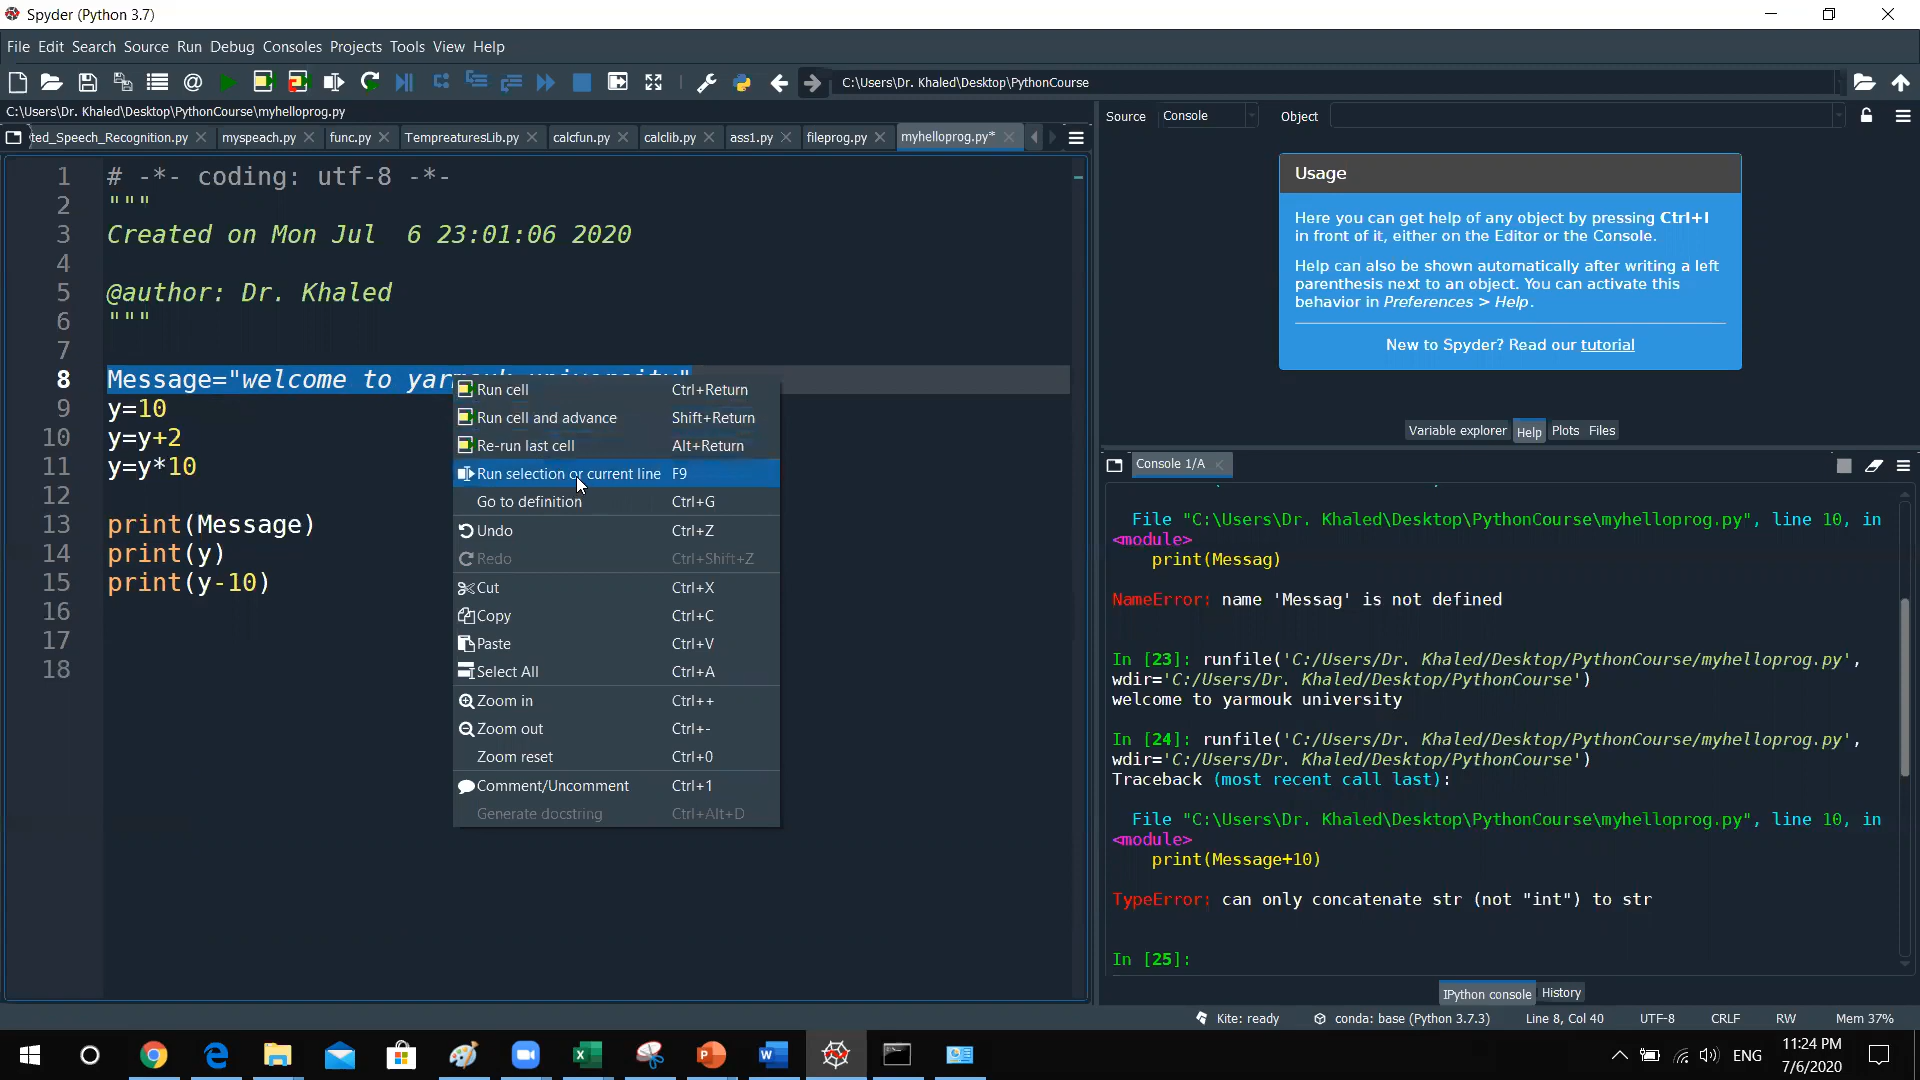 Spyder (Python 3.7)
File Edit Search Source Run Debug Consoles Projects Tools View Help
C:\Users\Dr. Khaled\Desktop\PythonCourse
C:\Users\Dr. Khaled\Desktop\PythonCourse\myhelloprog.py
ted_Speech_Recognition.py myspeach.py func.py TempreaturesLib.py calcfun.py calclib.py ass1.py fileprog.py myhelloprog.py*
1 # -*- coding: utf-8 -*-
2 """
3 Created on Mon Jul  6 23:01:06 2020
4
5 @author: Dr. Khaled
6 """
7
8 Message="welcome to yarmouk university"
9 y=10
10 y=y+2
11 y=y*10
12
13 print(Message)
14 print(y)
15 print(y-10)
16
17
18
Run cell Ctrl+Return
Run cell and advance Shift+Return
Re-run last cell Alt+Return
Run selection or current line F9
Go to definition Ctrl+G
Undo Ctrl+Z
Redo Ctrl+Shift+Z
Cut Ctrl+X
Copy Ctrl+C
Paste Ctrl+V
Select All Ctrl+A
Zoom in Ctrl++
Zoom out Ctrl+-
Zoom reset Ctrl+0
Comment/Uncomment Ctrl+1
Generate docstring Ctrl+Alt+D
Source Console Object
Usage
Here you can get help of any object by pressing Ctrl+I
in front of it, either on the Editor or the Console.
Help can also be shown automatically after writing a left
parenthesis next to an object. You can activate this
behavior in Preferences > Help.
New to Spyder? Read our tutorial
Variable explorer Help Plots Files
Console 1/A
File "C:\Users\Dr. Khaled\Desktop\PythonCourse\myhelloprog.py", line 10, in
<module>
print(Messag)
NameError: name 'Messag' is not defined
In [23]: runfile('C:/Users/Dr. Khaled/Desktop/PythonCourse/myhelloprog.py',
wdir='C:/Users/Dr. Khaled/Desktop/PythonCourse')
welcome to yarmouk university
In [24]: runfile('C:/Users/Dr. Khaled/Desktop/PythonCourse/myhelloprog.py',
wdir='C:/Users/Dr. Khaled/Desktop/PythonCourse')
Traceback (most recent call last):
File "C:\Users\Dr. Khaled\Desktop\PythonCourse\myhelloprog.py", line 10, in
<module>
print(Message+10)
TypeError: can only concatenate str (not "int") to str
In [25]:
IPython console History
Kite: ready conda: base (Python 3.7.3) Line 8, Col 40 UTF-8 CRLF RW Mem 37%
ENG 11:24 PM
7/6/2020